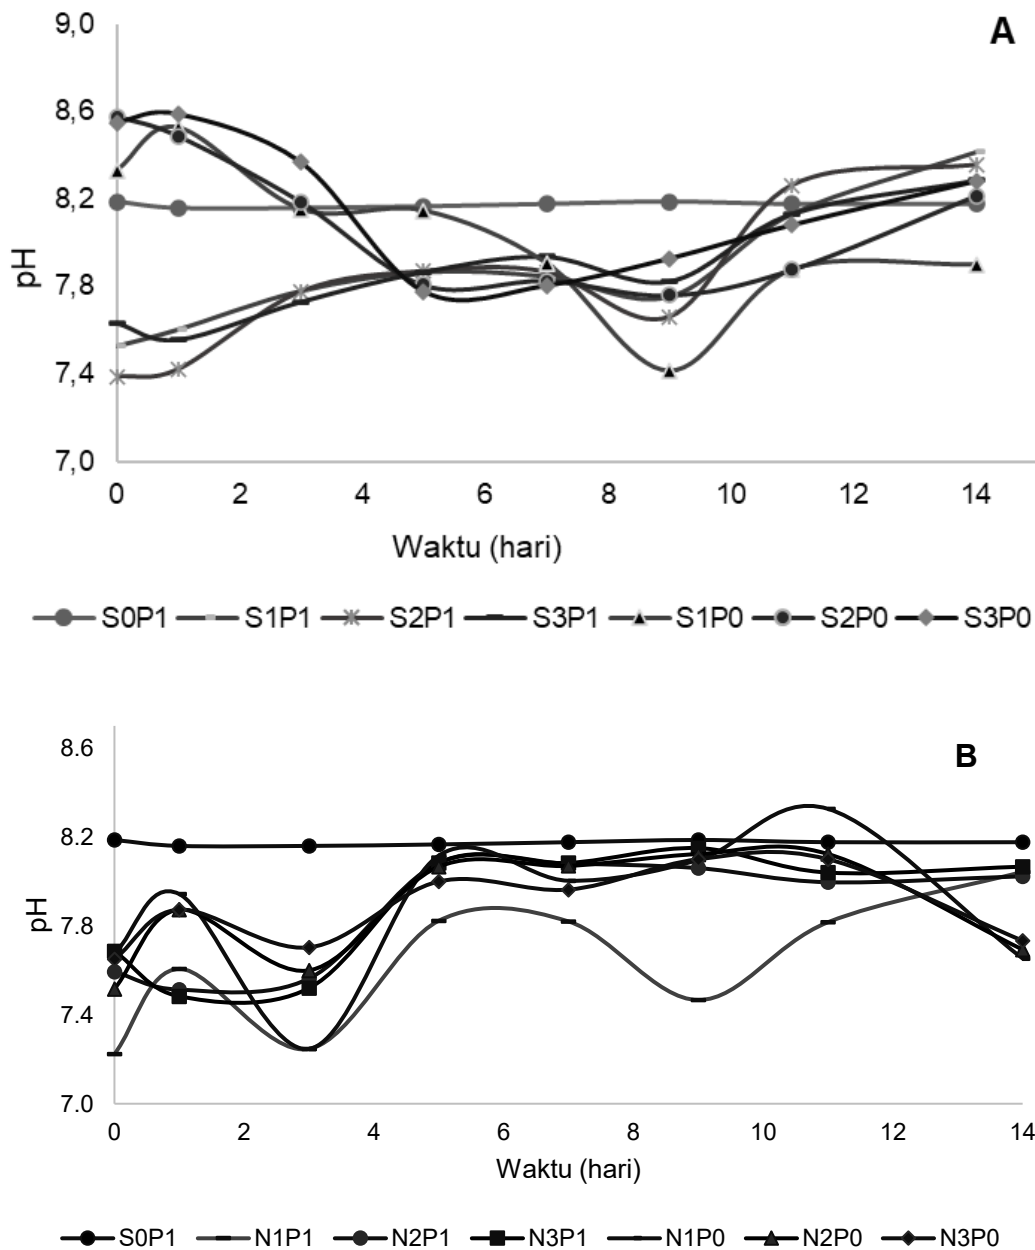 A
9,0
8,6
8,2
7,8
7,4
7,0
pH
0 2 4 6 8 10 12 14
Waktu (hari)
S0P1 S1P1 S2P1 S3P1 S1P0 S2P0 S3P0
B
8.6
8.2
7.8
7.4
7.0
pH
0 2 4 6 8 10 12 14
Waktu (hari)
S0P1 N1P1 N2P1 N3P1 N1P0 N2P0 N3P0